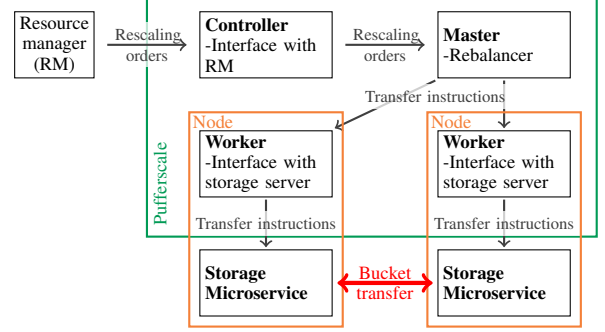 Resource
manager
(RM)
Rescaling
orders
Controller
-Interface with
RM
Rescaling
orders
Master
-Rebalancer
Transfer instructions
Node
Worker
-Interface with
storage server
Node
Worker
-Interface with
storage server
Pufferscale
Transfer instructions
Transfer instructions
Storage
Microservice
Bucket
transfer
Storage
Microservice